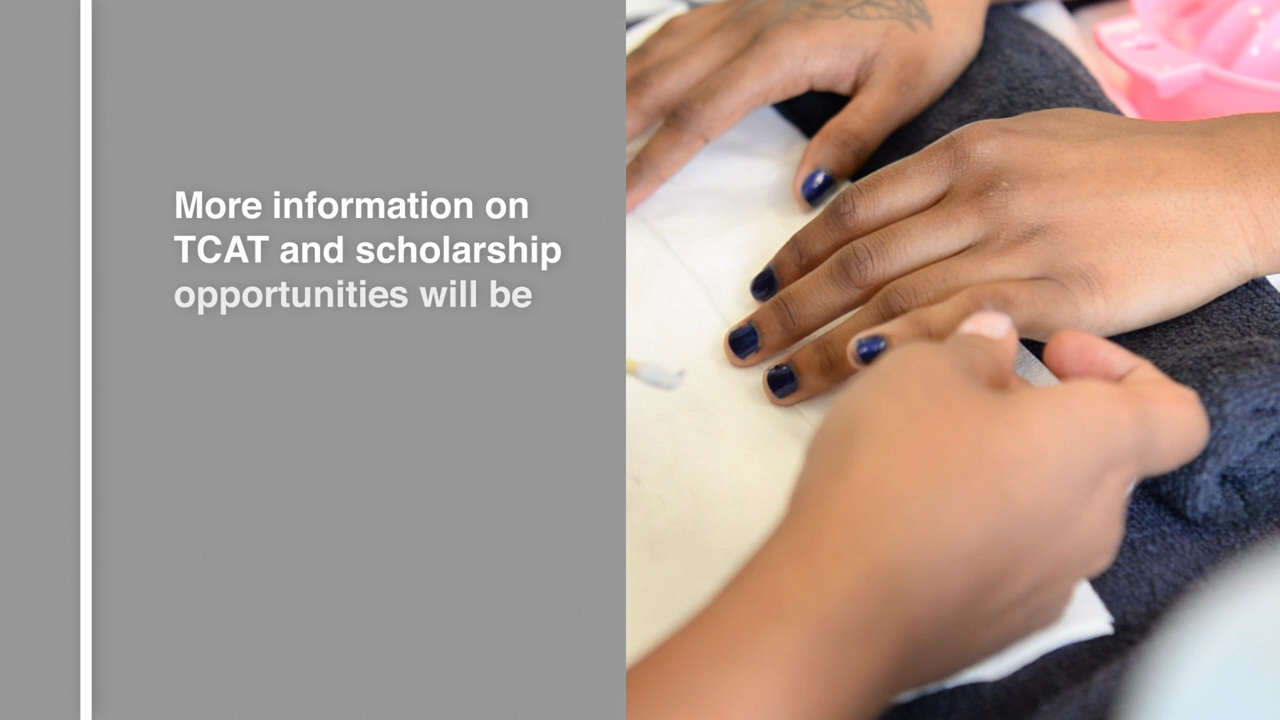 More information on
TCAT and scholarship
opportunities will be